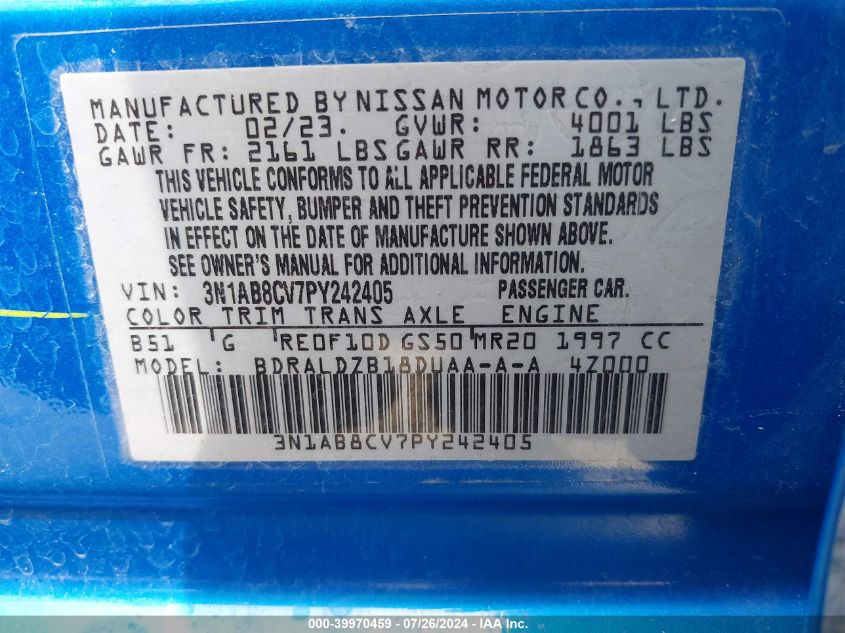 MANUFACTURED BY NISSAN MOTOR CO., LTD.
DATE: 02/23. GVWR: 4001 LBS
GAWR FR: 2161 LBS GAWR RR: 1863 LBS
THIS VEHICLE CONFORMS TO ALL APPLICABLE FEDERAL MOTOR
VEHICLE SAFETY, BUMPER AND THEFT PREVENTION STANDARDS
IN EFFECT ON THE DATE OF MANUFACTURE SHOWN ABOVE.
SEE OWNER'S MANUAL FOR ADDITIONAL INFORMATION.
VIN: 3N1AB8CV7PY242405 PASSENGER CAR.
COLOR TRIM TRANS AXLE ENGINE
B51 G RE0F10D GS50 MR20 1997 CC
MODEL: BDRALDZB18DUAA-A-A 4Z000
3N1AB8CV7PY242405
000-39970459 - 07/26/2024 - IAA Inc.